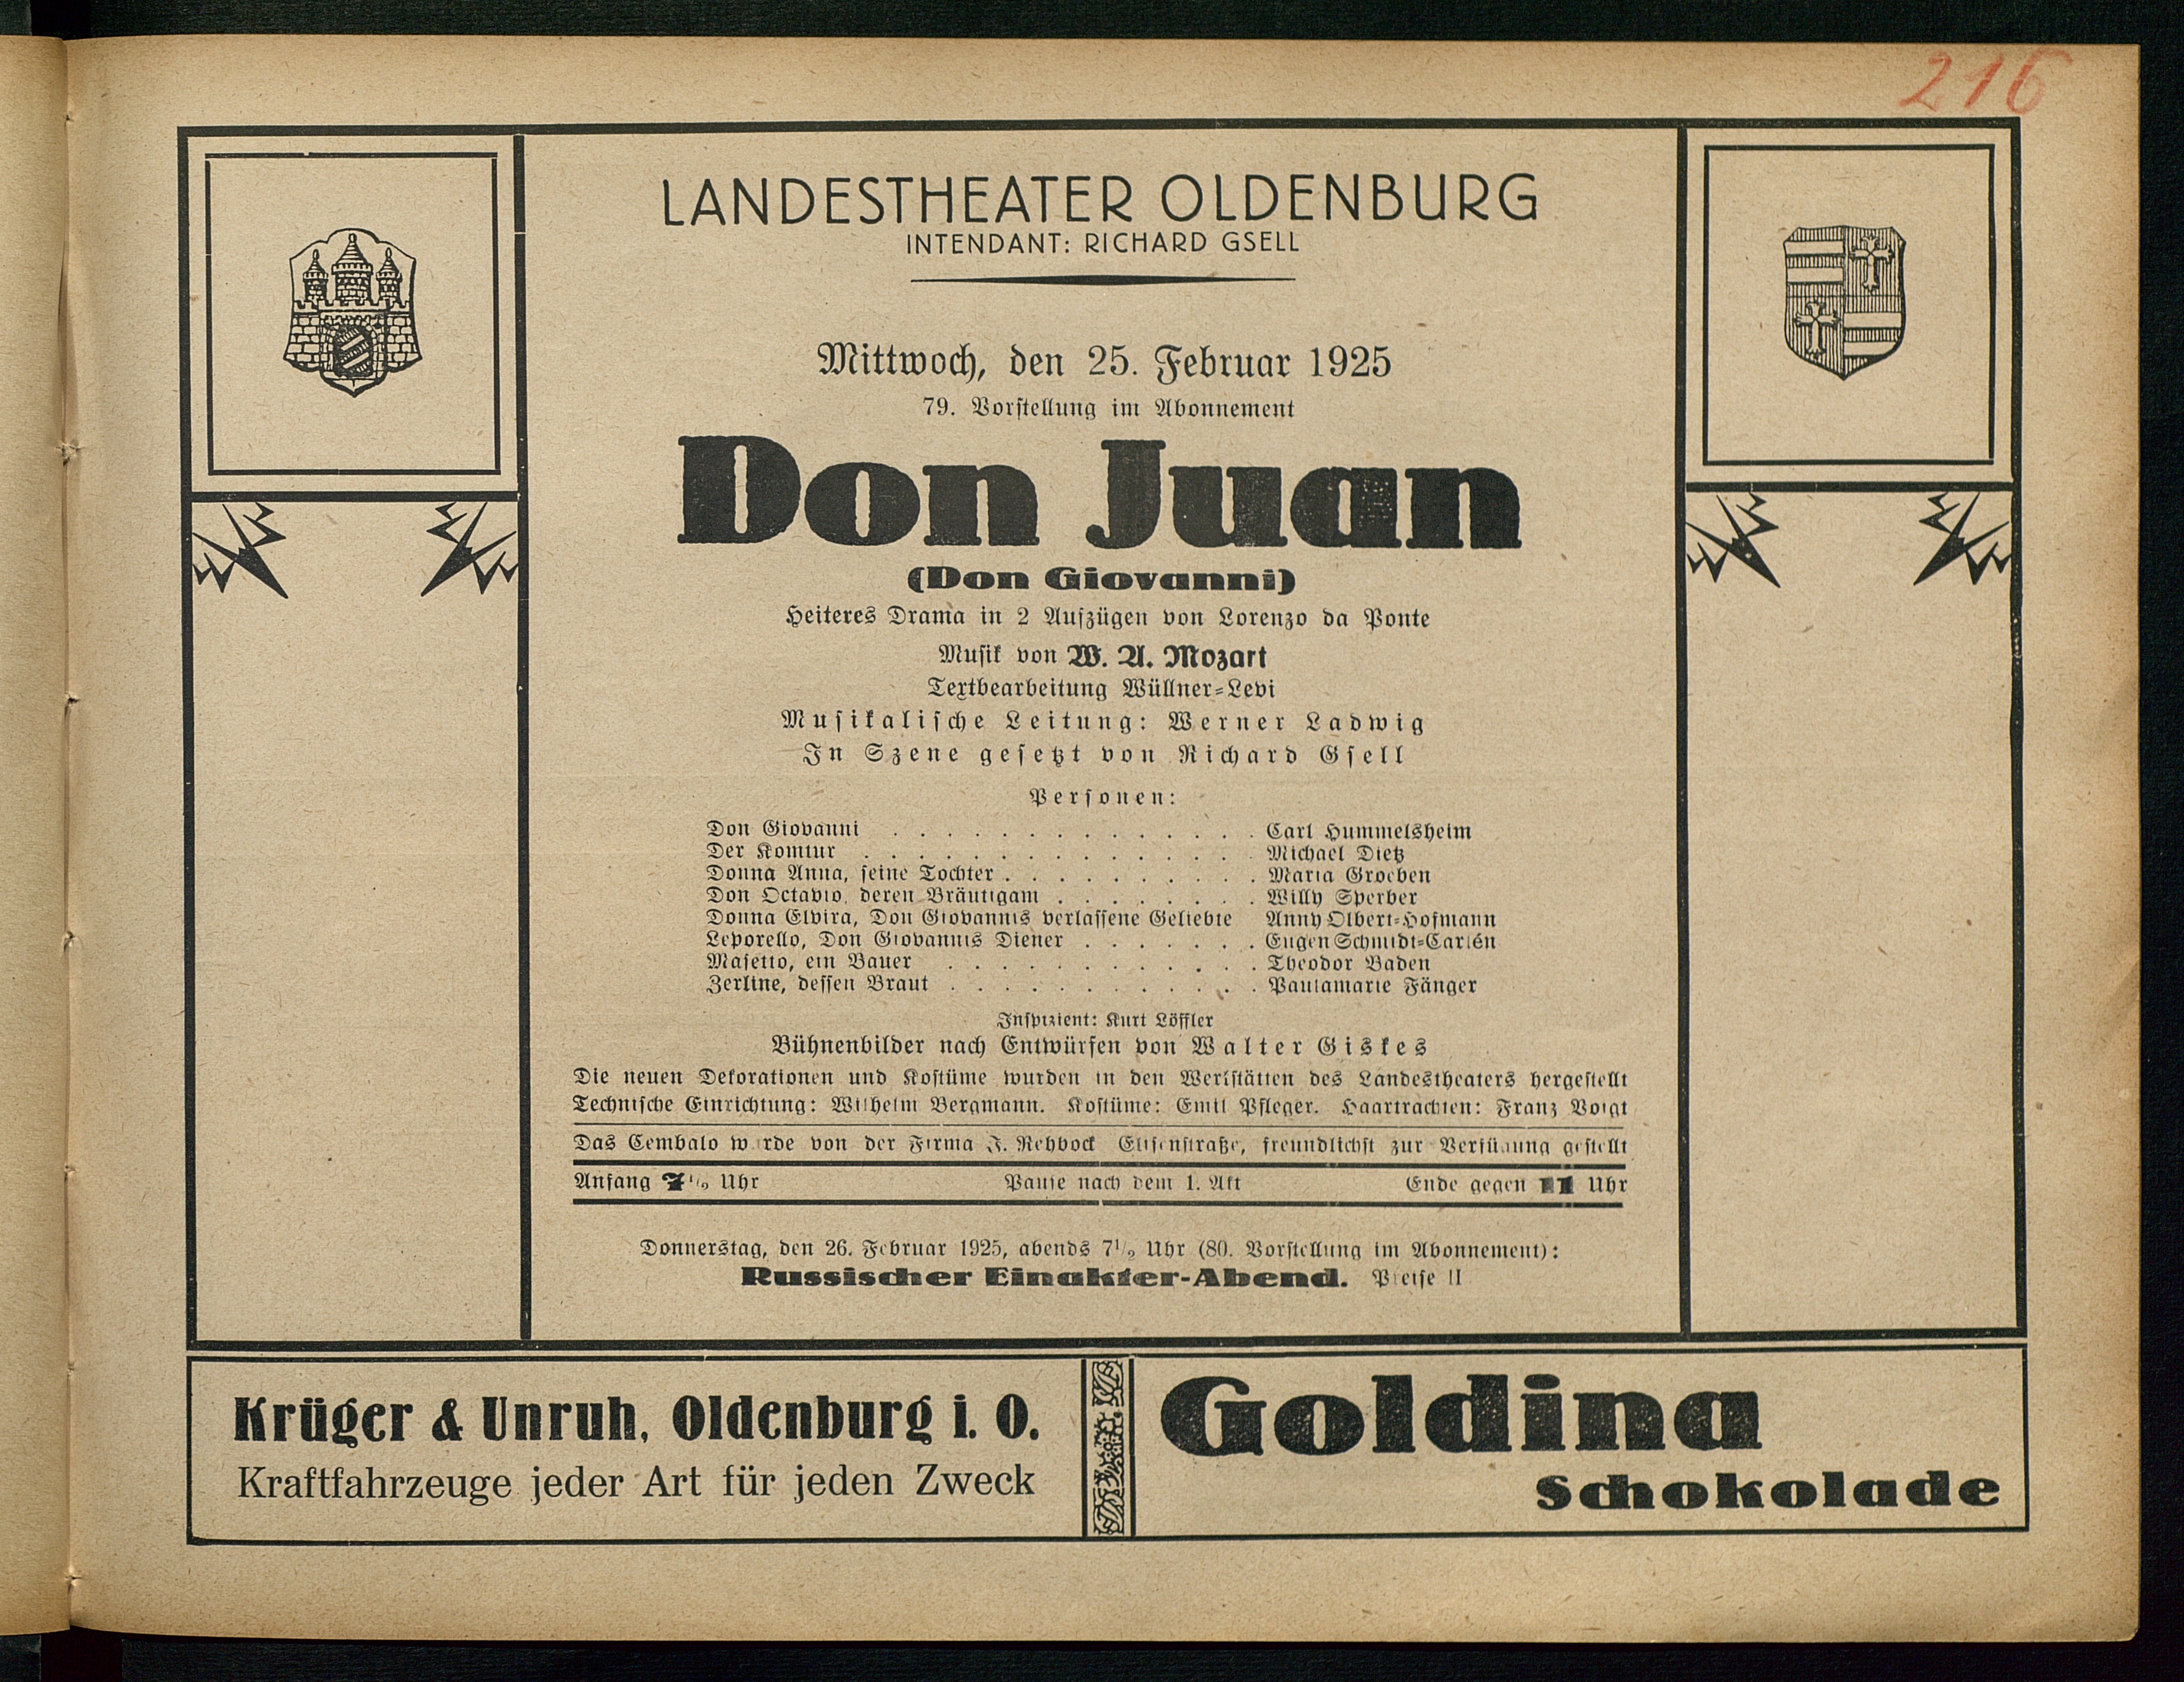 216
LANDESTHEATER OLDENBURG
INTENDANT: RICHARD GSELL
Mittwoch, den 25. Februar 1925
79. Vorstellung im Abonnement
Don Juan
(Don Giovanni)
Heiteres Drama in 2 Aufzügen von Lorenzo da Ponte
Musik von W. A. Mozart
Textbearbeitung Wüllner-Levi
Musikalische Leitung: Werner Ladwig
In Szene gesetzt von Richard Gsell
Personen:
Don Giovanni . . . . . . . . . . . . . . Carl Hummelsheim
Der Komtur . . . . . . . . . . . . . . . Michael Dietz
Donna Anna, seine Tochter . . . . . . . . . . Maria Groeben
Don Octavio, deren Bräutigam . . . . . . . . Willy Sperber
Donna Elvira, Don Giovannis verlassene Geliebte Anny Olbert-Hofmann
Leporello, Don Giovannis Diener . . . . . . . Eugen Schmidt-Carlén
Masetto, ein Bauer . . . . . . . . . . . . Theodor Baden
Zerline, dessen Braut . . . . . . . . . . . . Paulamarie Fänger
Inspizient: Kurt Löffler
Bühnenbilder nach Entwürfen von Walter Giskes
Die neuen Dekorationen und Kostüme wurden in den Werkstätten des Landestheaters hergestellt
Technische Einrichtung: Wilhelm Bergmann. Kostüme: Emil Pfleger. Haartrachten: Franz Voigt
Das Cembalo wurde von der Firma J. Rehbock Elisenstraße, freundlichst zur Verfügung gestellt
Anfang 7 1/2 Uhr Pause nach dem 1. Akt Ende gegen 11 Uhr
Donnerstag, den 26. Februar 1925, abends 7 1/2 Uhr (80. Vorstellung im Abonnement):
Russischer Einakter-Abend. Preise II
Krüger & Unruh, Oldenburg i. O.
Kraftfahrzeuge jeder Art für jeden Zweck
Goldina
Schokolade